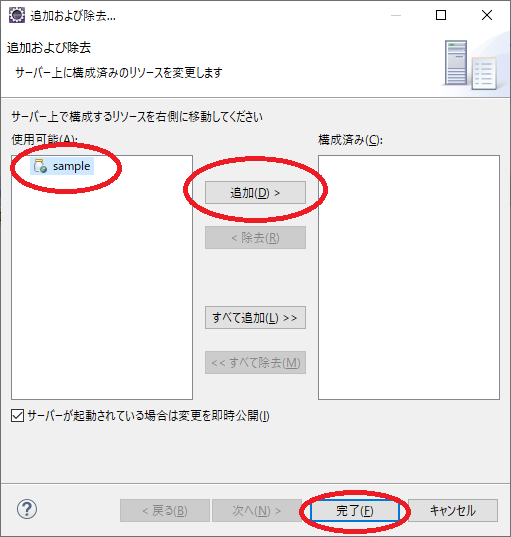 追加および除去...
追加および除去
サーバー上に構成済みのリソースを変更します
サーバー上で構成するリソースを右側に移動してください
使用可能(A):
構成済み(C):
sample
追加(D) >
< 除去(R)
すべて追加(L) >>
<< すべて除去(M)
サーバーが起動されている場合は変更を即時公開(I)
?
< 戻る(B)
次へ(N) >
完了(F)
キャンセル